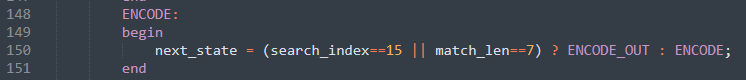 148 ENCODE:
149 begin
150 next_state = (search_index==15 || match_len==7) ? ENCODE_OUT : ENCODE;
151 end